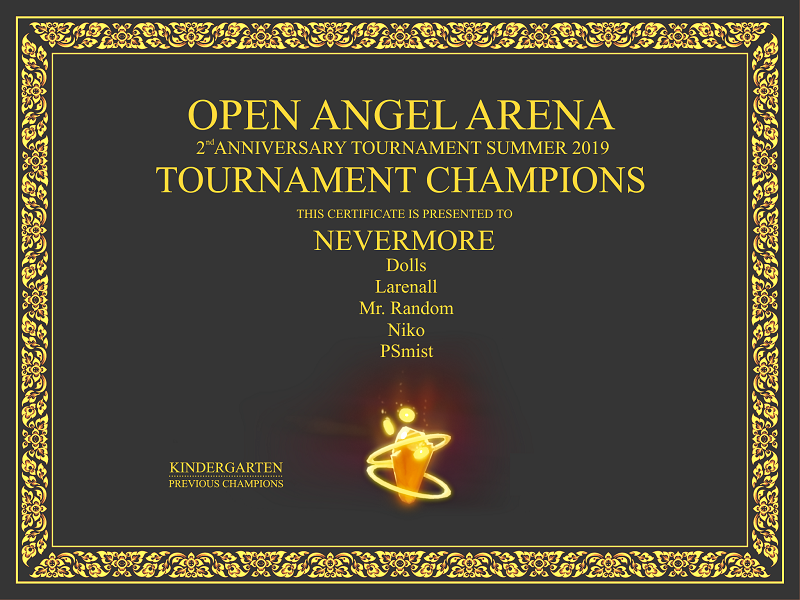 OPEN ANGEL ARENA
2nd ANNIVERSARY TOURNAMENT SUMMER 2019
TOURNAMENT CHAMPIONS
THIS CERTIFICATE IS PRESENTED TO
NEVERMORE
Dolls
Larenall
Mr. Random
Niko
PSmist
KINDERGARTEN
PREVIOUS CHAMPIONS